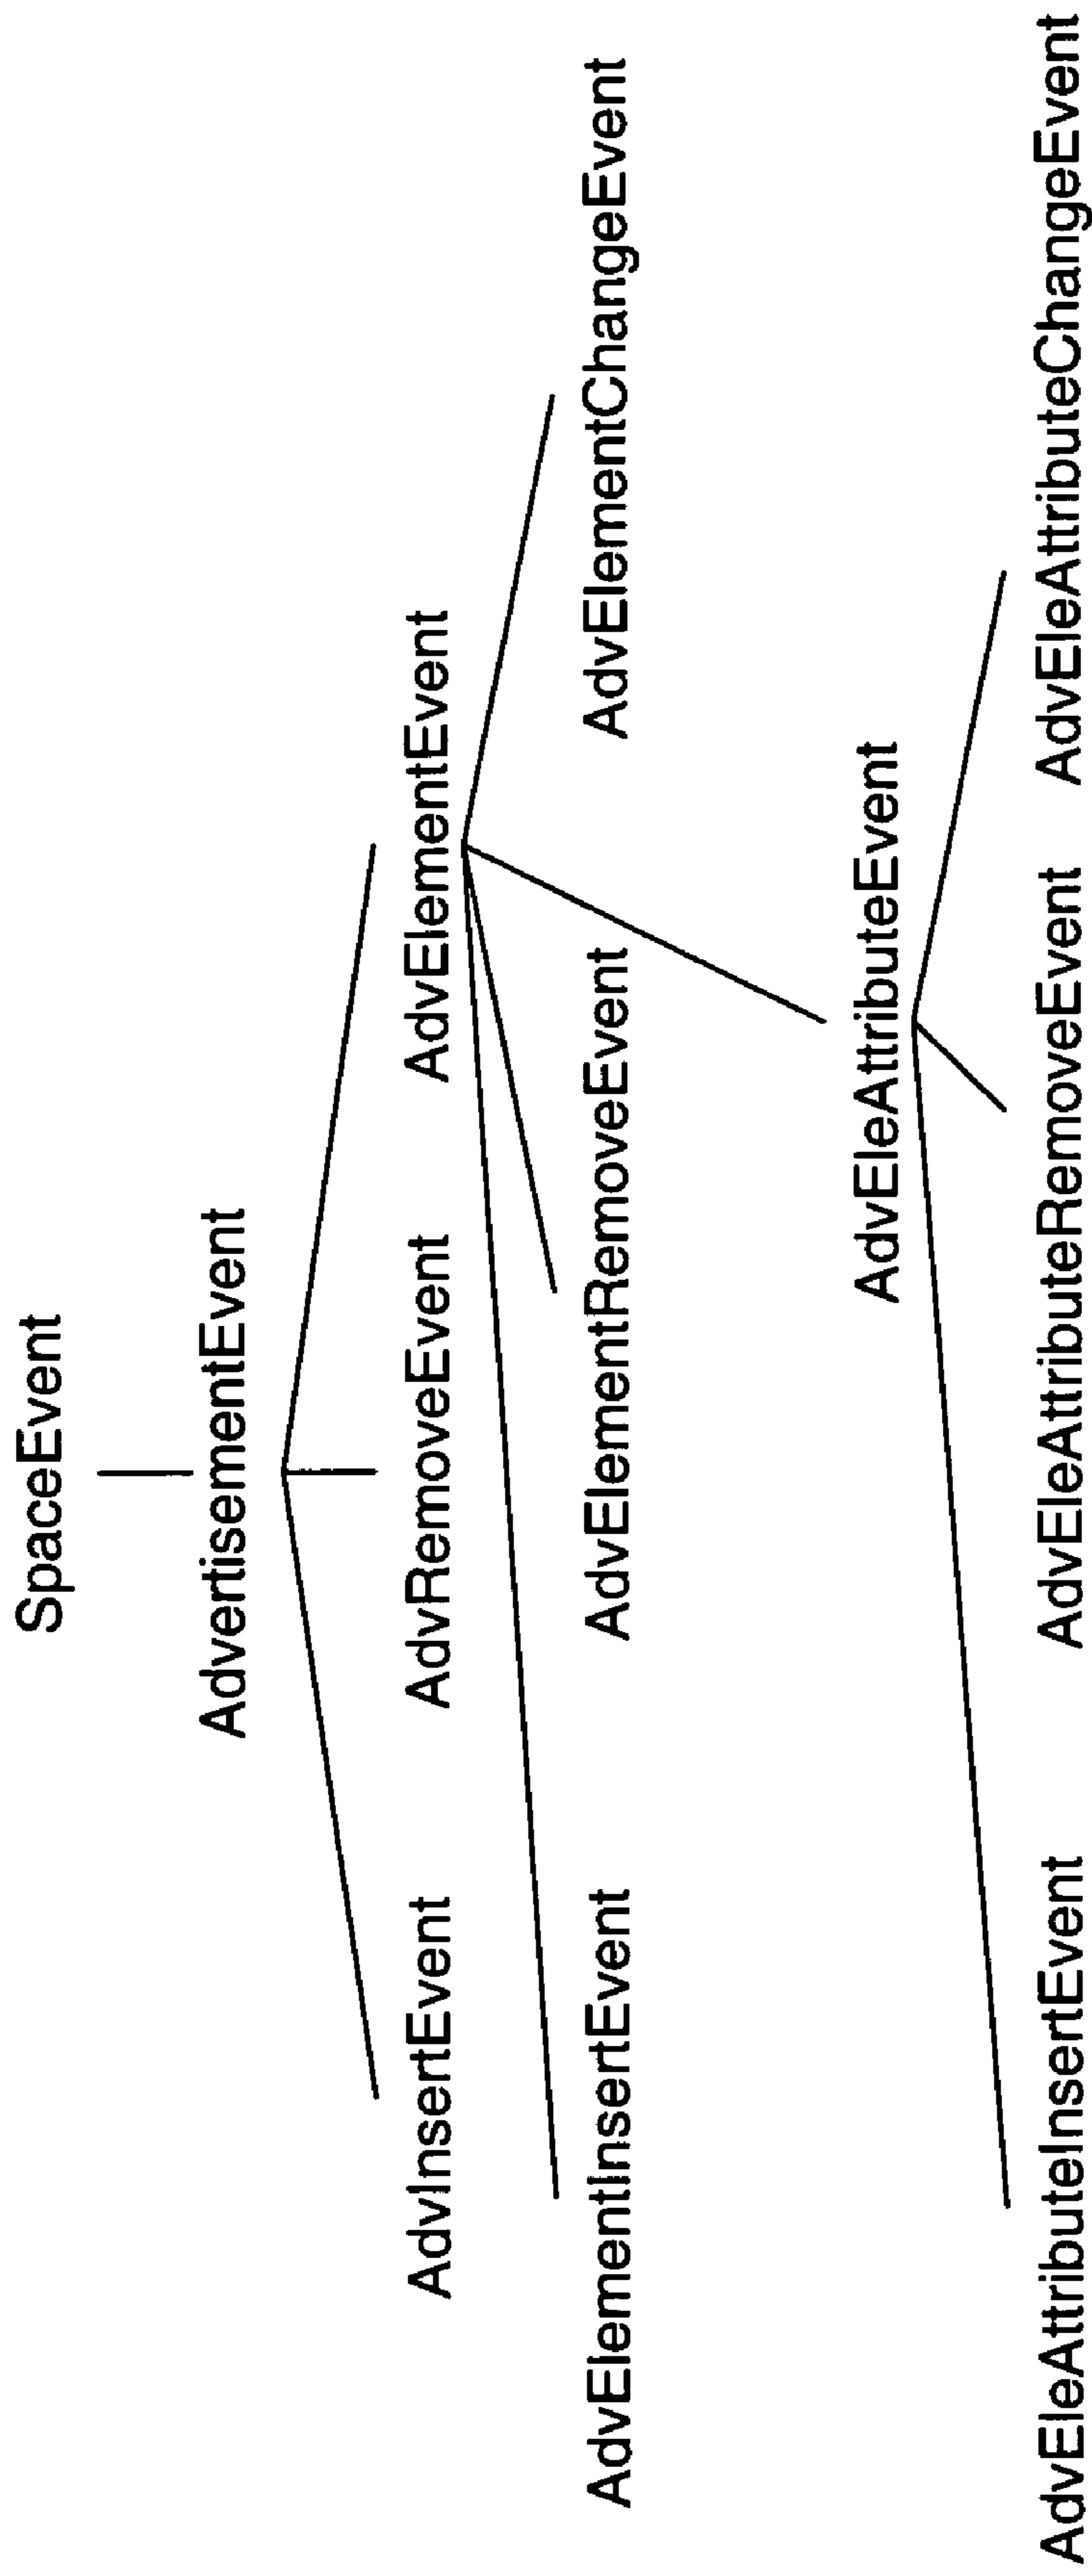 SpaceEvent
AdvertisementEvent
AdvInsertEvent AdvRemoveEvent AdvElementEvent
AdvElementInsertEvent AdvElementRemoveEvent AdvElementChangeEvent
AdvEleAttributeEvent
AdvEleAttributeInsertEvent AdvEleAttributeRemoveEvent AdvEleAttributeChangeEvent